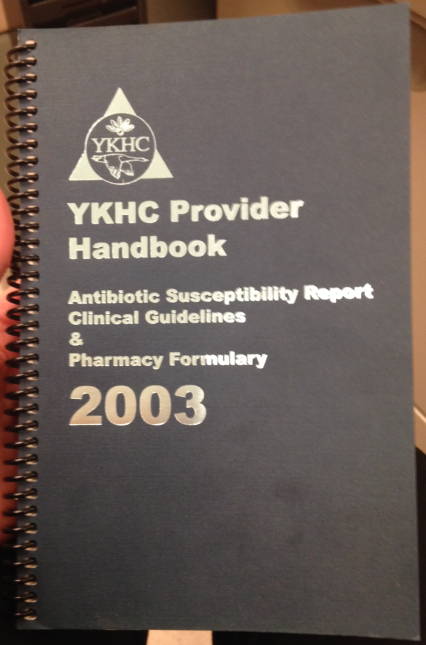 YKHC
YKHC Provider
Handbook
Antibiotic Susceptibility Report
Clinical Guidelines
&
Pharmacy Formulary
2003